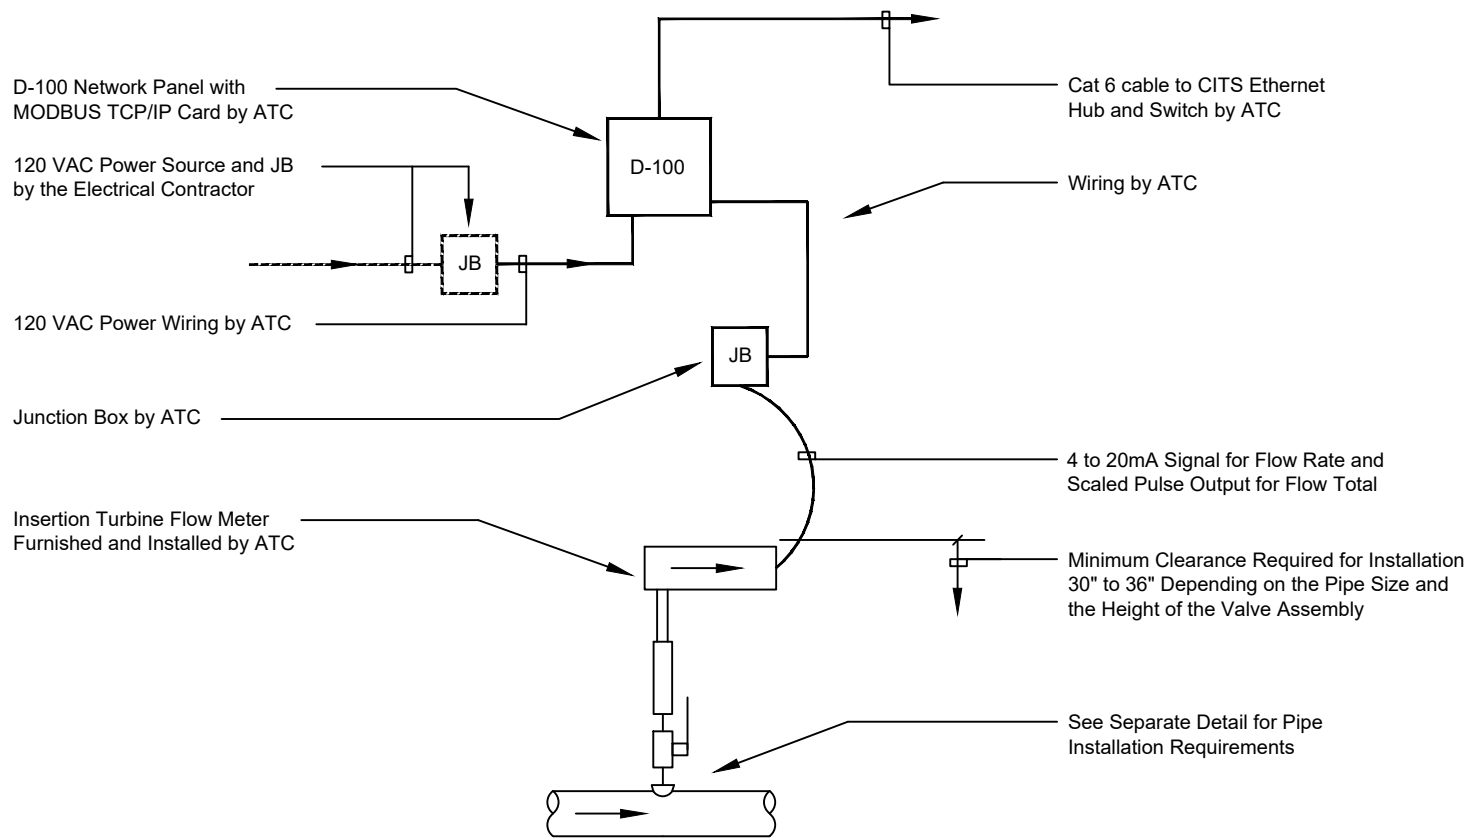 D-100 Network Panel with
MODBUS TCP/IP Card by ATC
120 VAC Power Source and JB
by the Electrical Contractor
JB
120 VAC Power Wiring by ATC
D-100
Cat 6 cable to CITS Ethernet
Hub and Switch by ATC
Wiring by ATC
JB
Junction Box by ATC
4 to 20mA Signal for Flow Rate and
Scaled Pulse Output for Flow Total
Insertion Turbine Flow Meter
Furnished and Installed by ATC
Minimum Clearance Required for Installation
30" to 36" Depending on the Pipe Size and
the Height of the Valve Assembly
See Separate Detail for Pipe
Installation Requirements